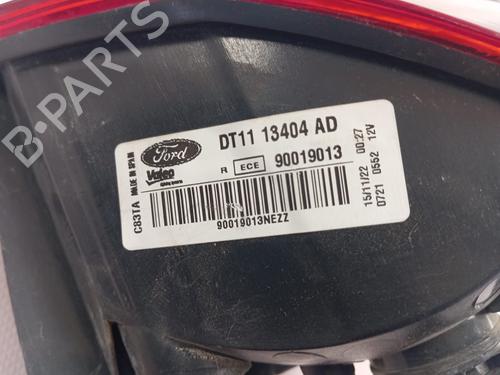 B-PARTS
Ford
DT11 13404 AD
Valeo
R ECE 90019013
90019013NEZZ
C83TA MADE IN SPAIN
15/11/22 00:27
0721 0552 12V